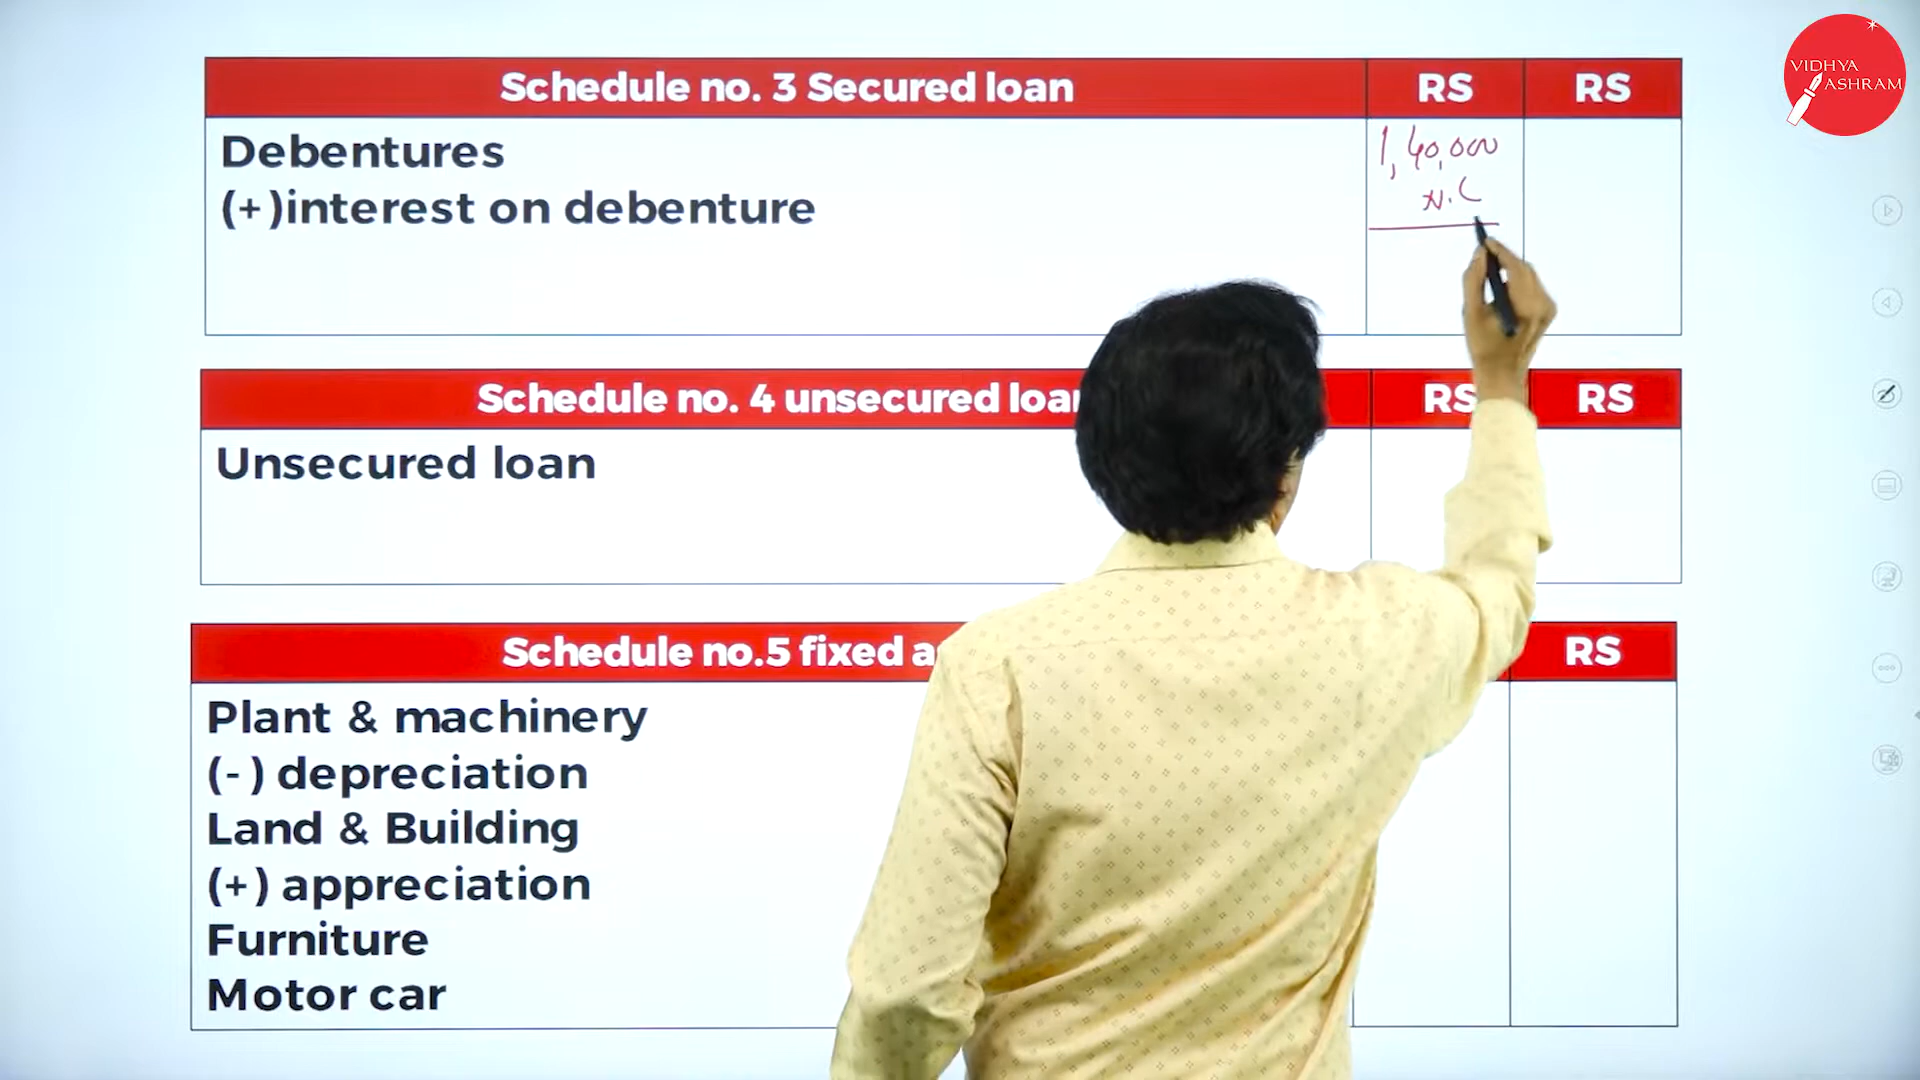 VIDHYA
ASHRAM
Schedule no. 3 Secured loan RS RS
Debentures 1,40,000
(+)interest on debenture N.C
Schedule no. 4 unsecured RS RS
Unsecured loan
Schedule no.5 fixed RS
Plant & machinery
(-) depreciation
Land & Building
(+) appreciation
Furniture
Motor car